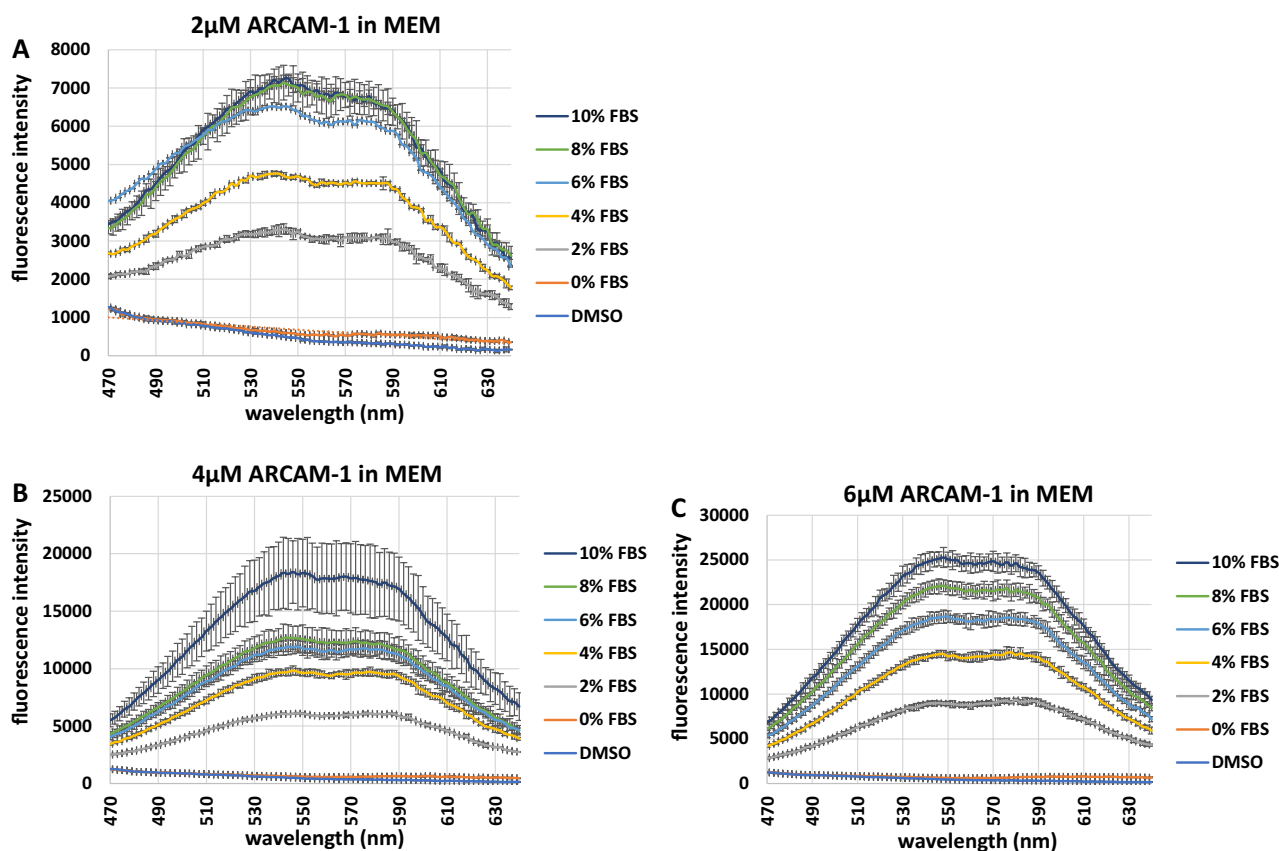 A
2µM ARCAM-1 in MEM
fluorescence intensity
8000
7000
6000
5000
4000
3000
2000
1000
0
470
490
510
530
550
570
590
610
630
wavelength (nm)
10% FBS
8% FBS
6% FBS
4% FBS
2% FBS
0% FBS
DMSO
B
4µM ARCAM-1 in MEM
fluorescence intensity
25000
20000
15000
10000
5000
0
470
490
510
530
550
570
590
610
630
wavelength (nm)
10% FBS
8% FBS
6% FBS
4% FBS
2% FBS
0% FBS
DMSO
C
6µM ARCAM-1 in MEM
fluorescence intensity
30000
25000
20000
15000
10000
5000
0
470
490
510
530
550
570
590
610
630
wavelength (nm)
10% FBS
8% FBS
6% FBS
4% FBS
2% FBS
0% FBS
DMSO